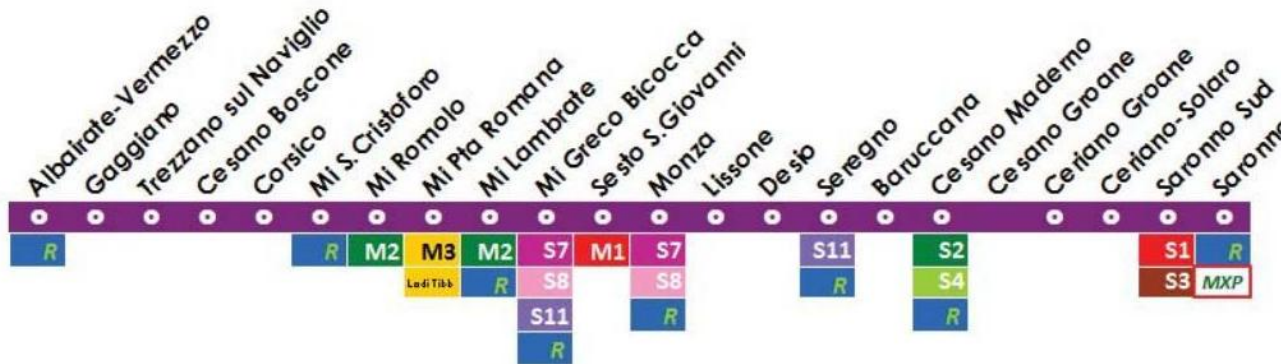 Albairate-Vermezzo
Gaggiano
Trezzano sul Naviglio
Cesano Boscone
Corsico
Mi S. Cristoforo
Mi Romolo
Mi Pta Romana
Mi Lambrate
Mi Greco Bicocca
Sesto S. Giovanni
Monza
Lissone
Desio
Seregno
Baruccana
Cesano Maderno
Cesano Groane
Ceriano Groane
Ceriano-Solaro
Saronno Sud
Saronno
R R M2 M3 M2 S7 M1 S7 S11 S2 S1 R
Lodi Tibb R S8 S8 R S4 S3 MXP
S11 R R
R